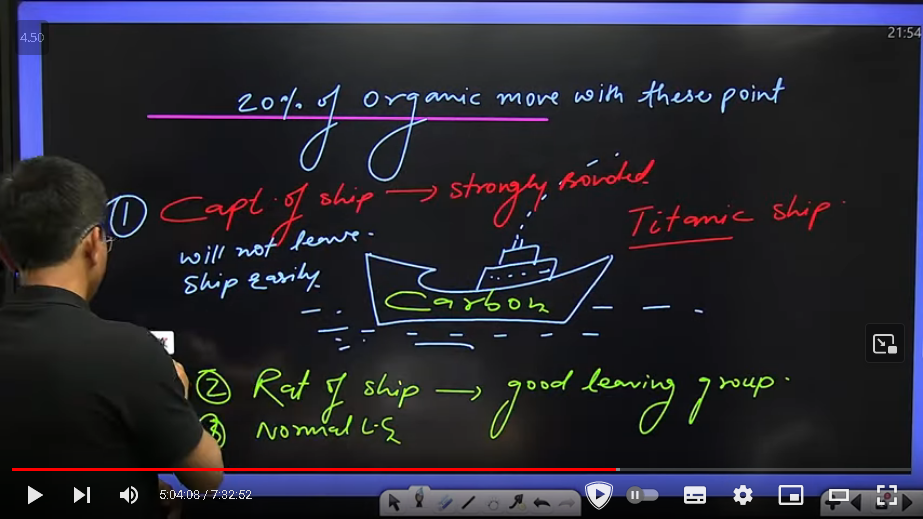 4.50
21:54
20% of organic move with these point
① Capt. of ship → strongly bonded.
will not leave.
ship easily.
Titanic ship.
Carbon
② Rat of ship → good leaving group.
③ Normal L.G
5:04:08 / 7:32:52